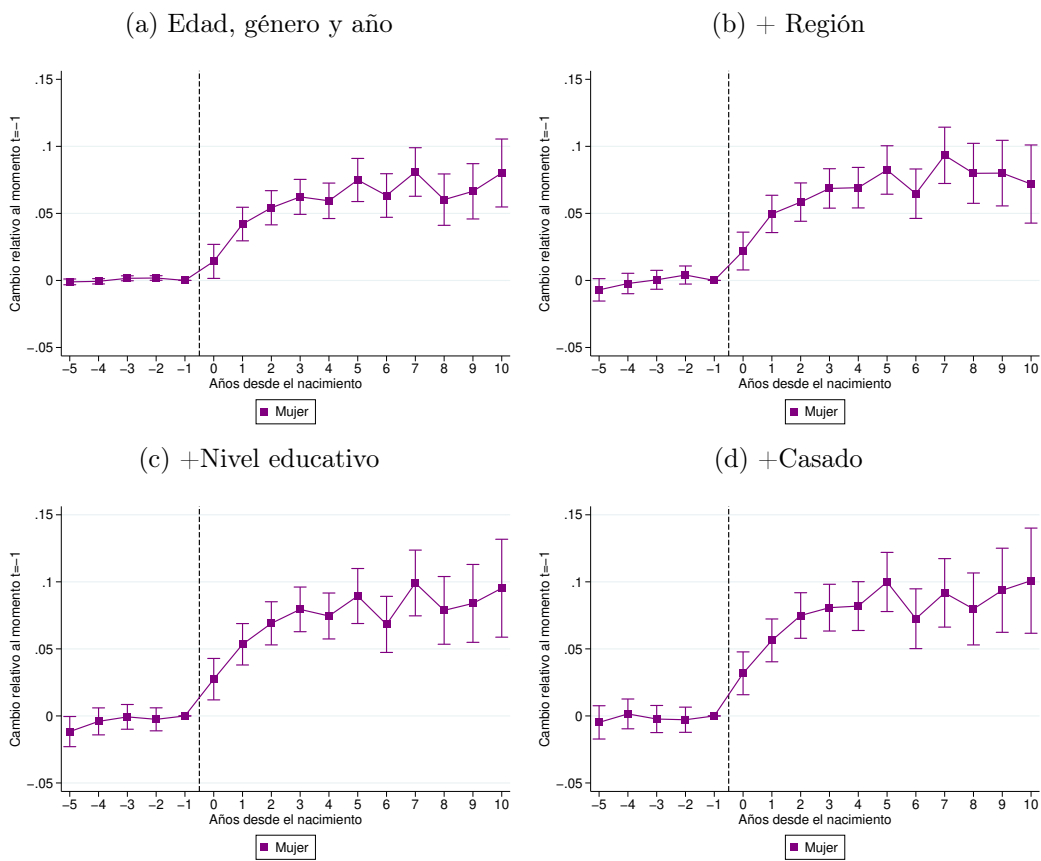 (a) Edad, género y año
(b) + Región
.15
.1
.05
0
−.05
Cambio relativo al momento t=−1
−5 −4 −3 −2 −1 0 1 2 3 4 5 6 7 8 9 10
Años desde el nacimiento
Mujer
.15
.1
.05
0
−.05
Cambio relativo al momento t=−1
−5 −4 −3 −2 −1 0 1 2 3 4 5 6 7 8 9 10
Años desde el nacimiento
Mujer
(c) +Nivel educativo
(d) +Casado
.15
.1
.05
0
−.05
Cambio relativo al momento t=−1
−5 −4 −3 −2 −1 0 1 2 3 4 5 6 7 8 9 10
Años desde el nacimiento
Mujer
.15
.1
.05
0
−.05
Cambio relativo al momento t=−1
−5 −4 −3 −2 −1 0 1 2 3 4 5 6 7 8 9 10
Años desde el nacimiento
Mujer